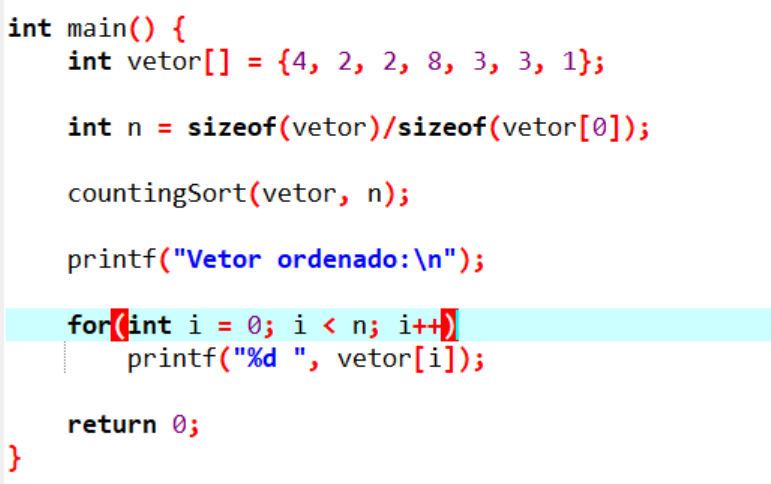 int main() {
    int vetor[] = {4, 2, 2, 8, 3, 3, 1};
    int n = sizeof(vetor)/sizeof(vetor[0]);
    countingSort(vetor, n);
    printf("Vetor ordenado:\n");
    for(int i = 0; i < n; i++)
        printf("%d ", vetor[i]);
    return 0;
}